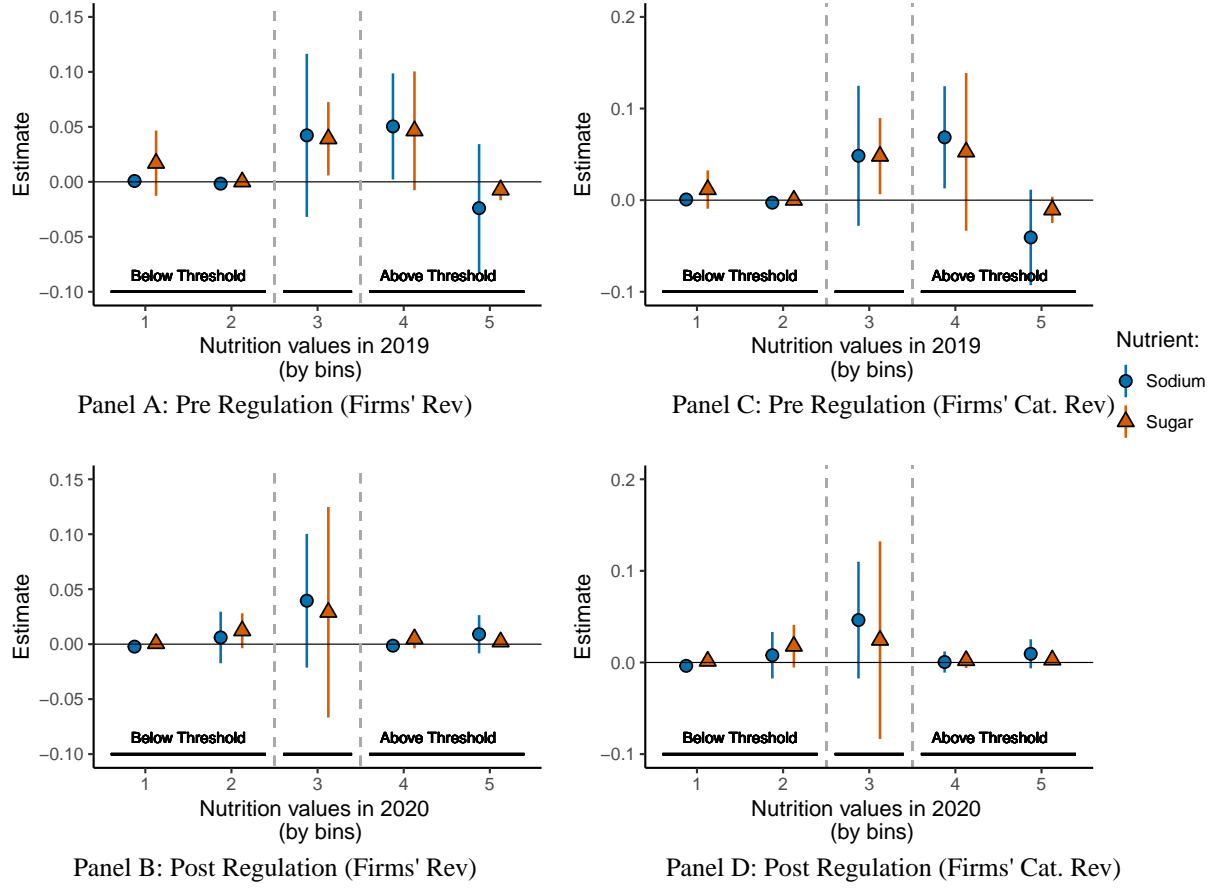 0.15
0.10
0.05
0.00
−0.05
−0.10
Estimate
Below Threshold
Above Threshold
1 2 3 4 5
Nutrition values in 2019
(by bins)
Panel A: Pre Regulation (Firms' Rev)
0.2
0.1
0.0
−0.1
Estimate
Below Threshold
Above Threshold
1 2 3 4 5
Nutrition values in 2019
(by bins)
Panel C: Pre Regulation (Firms' Cat. Rev)
Nutrient:
Sodium
Sugar
0.15
0.10
0.05
0.00
−0.05
−0.10
Estimate
Below Threshold
Above Threshold
1 2 3 4 5
Nutrition values in 2020
(by bins)
Panel B: Post Regulation (Firms' Rev)
0.2
0.1
0.0
−0.1
Estimate
Below Threshold
Above Threshold
1 2 3 4 5
Nutrition values in 2020
(by bins)
Panel D: Post Regulation (Firms' Cat. Rev)